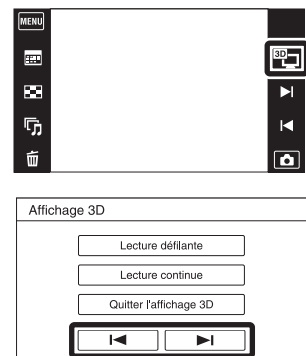 MENU
3D
Affichage 3D
Lecture défilante
Lecture continue
Quitter l'affichage 3D